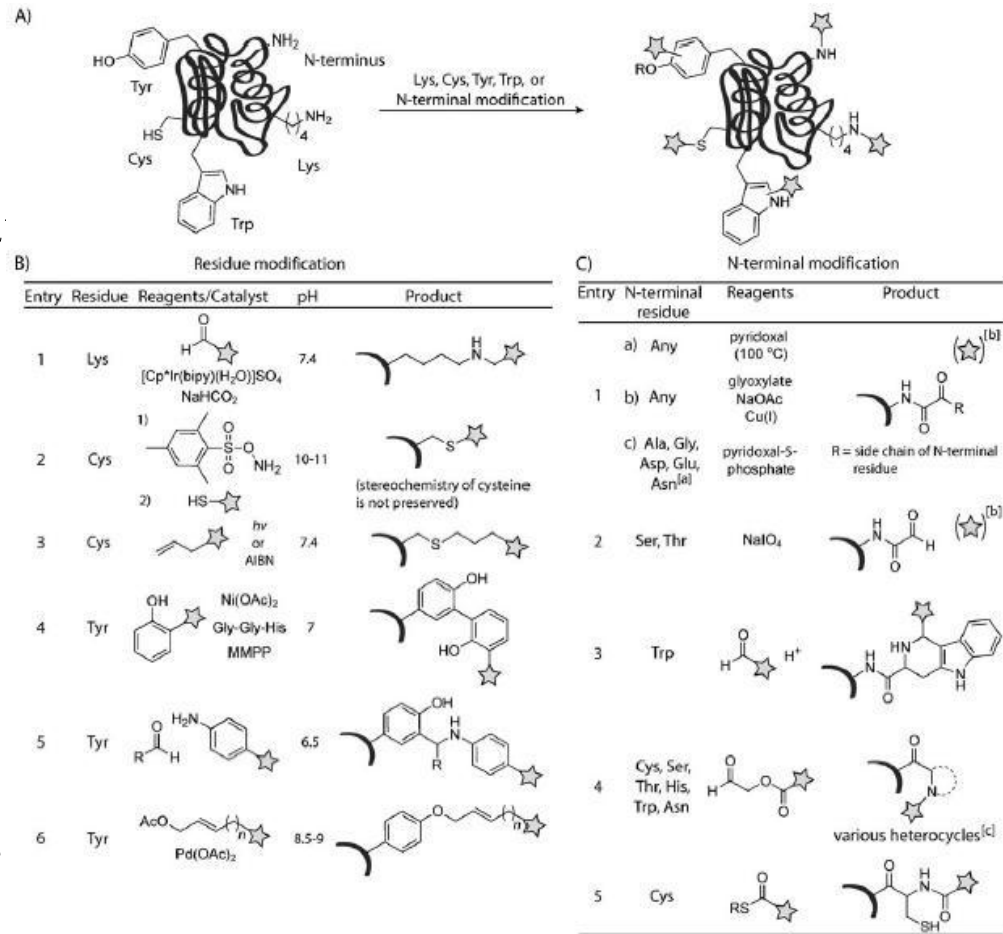 A)
HO
Tyr
NH2
N-terminus
HS
Cys
NH2
4
Lys
NH
Trp
Lys, Cys, Tyr, Trp, or
N-terminal modification
RO
NH
S
H
N
4
NH
B) Residue modification
Entry Residue Reagents/Catalyst pH Product
O
H
1 Lys 7.4
[Cp*Ir(bipy)(H2O)]SO4
NaHCO2
H
N
1)
O
S
O
O
NH2
2 Cys 10-11
2) HS
S
(stereochemistry of cysteine
is not preserved)
3 Cys hv
or
AIBN
7.4
S
4 Tyr
OH
Ni(OAc)2
Gly-Gly-His
MMPP
7
OH
HO
5 Tyr
O
R H
H2N
6.5
OH
H
N
R
6 Tyr
AcO
n
Pd(OAc)2
8.5-9
O
n
C) N-terminal modification
Entry N-terminal Reagents Product
residue
a) Any pyridoxal
(100 °C)
( )[b]
1 b) Any glyoxylate
NaOAc
Cu(I)
H
N
O
O
R
c) Ala, Gly,
Asp, Glu,
Asn[a]
pyridoxal-5-
phosphate
R = side chain of N-terminal
residue
2 Ser, Thr NaIO4
H
N
O
O
H
( )[b]
3 Trp
O
H
H+
HN
H
N
O
N
H
4 Cys, Ser,
Thr, His,
Trp, Asn
O
H
O
O
O
N
various heterocycles[c]
5 Cys
O
RS
O
H
N
O
SH